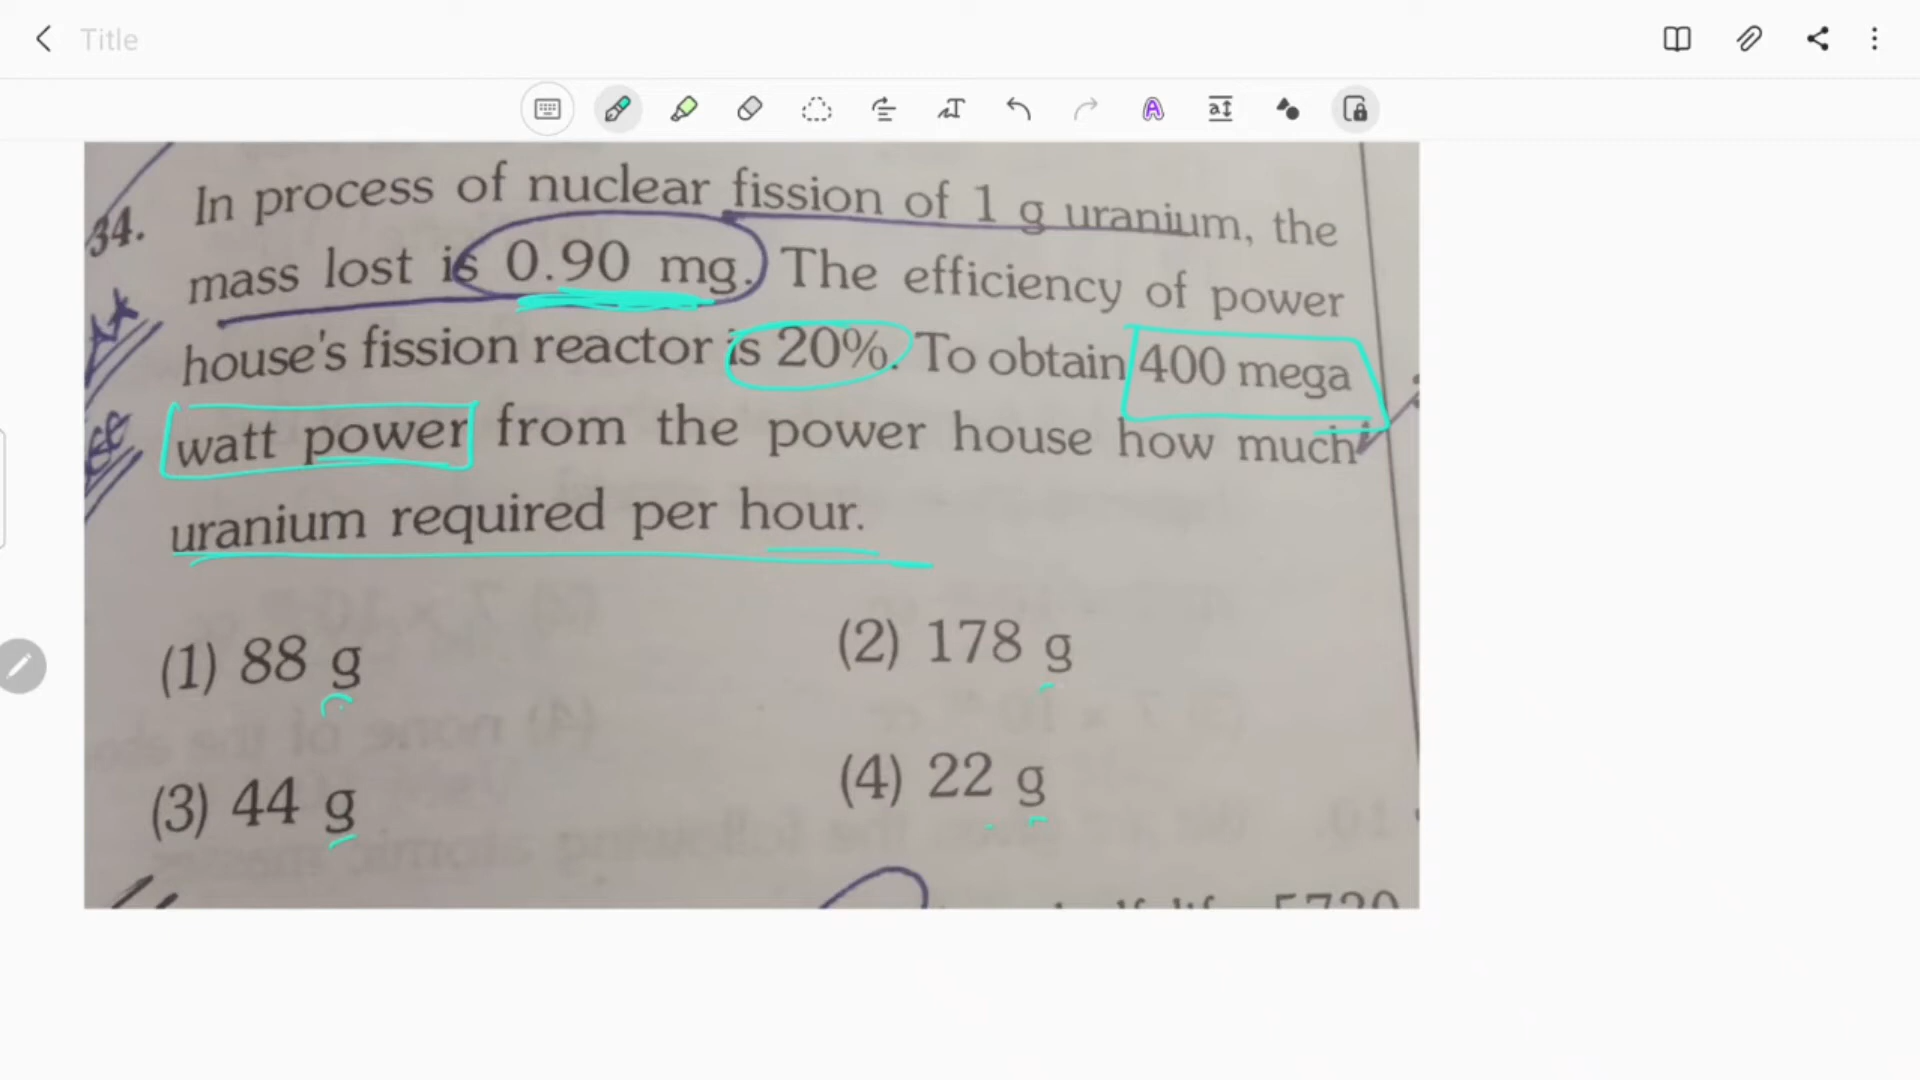 Title
34. In process of nuclear fission of 1 g uranium, the
mass lost is 0.90 mg. The efficiency of power
house's fission reactor is 20%. To obtain 400 mega
watt power from the power house how much
uranium required per hour.
(1) 88 g (2) 178 g
(3) 44 g (4) 22 g
5730